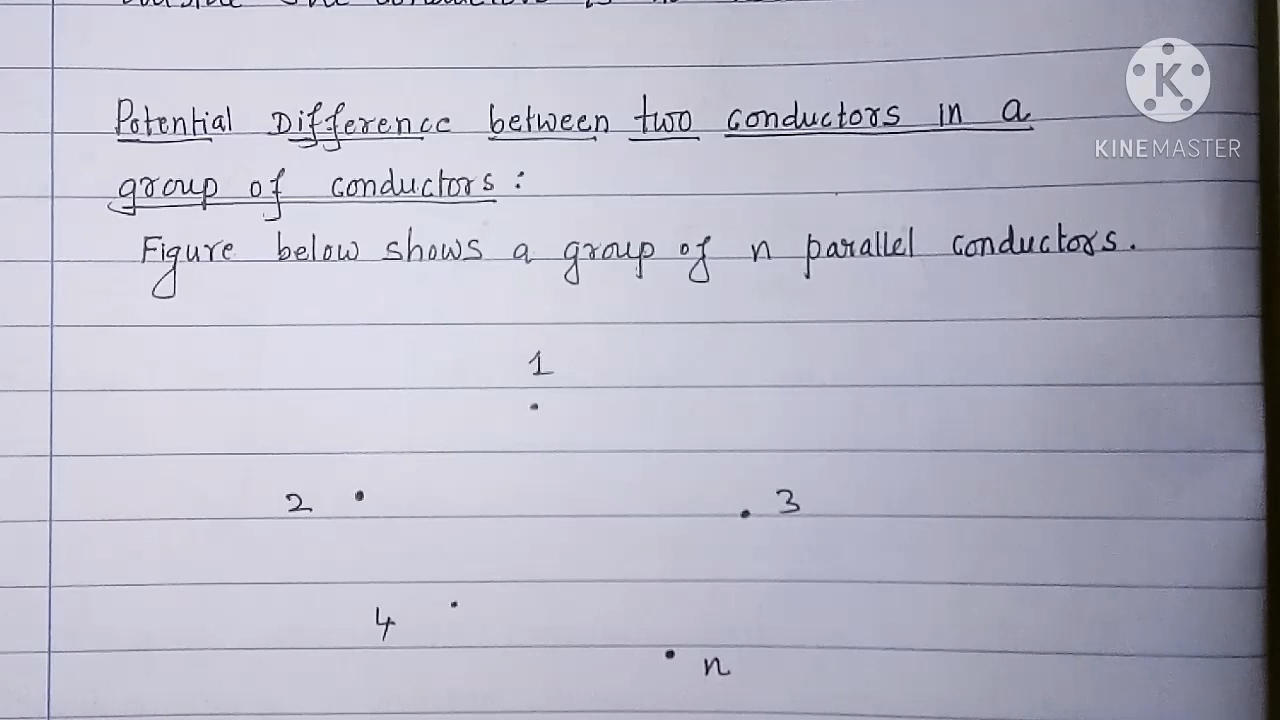 Potential Difference between two conductors in a
group of conductors:
Figure below shows a group of n parallel conductors.
1
2
3
4
n
K
KINEMASTER